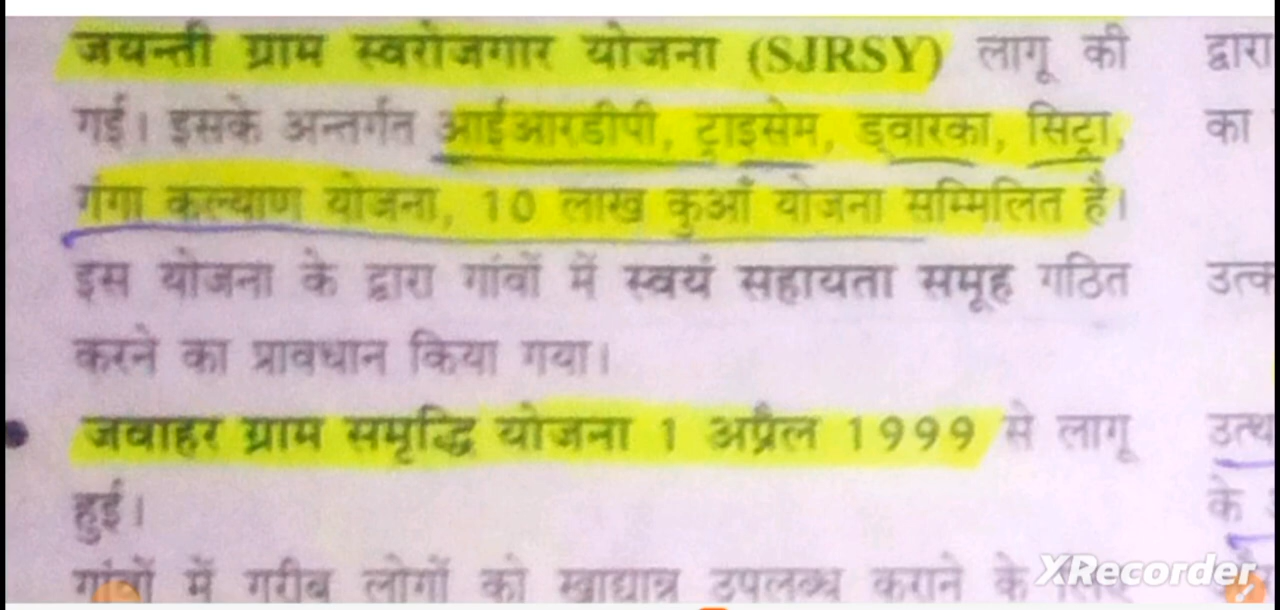 जयन्ती ग्राम स्वरोजगार योजना (SJRSY) लागू की
गई। इसके अन्तर्गत आईआरडीपी, ट्राइसेम, ड्वारका, सिट्रा,
गंगा कल्याण योजना, 10 लाख कुआँ योजना सम्मिलित है।
इस योजना के द्वारा गांवों में स्वयं सहायता समूह गठित
करने का प्रावधान किया गया।
जवाहर ग्राम समृद्धि योजना 1 अप्रैल 1999 से लागू
हुई।
गांवों में गरीब लोगों को खाद्यान्न उपलब्ध कराने के लिए
द्वारा
का
के
XRecorder